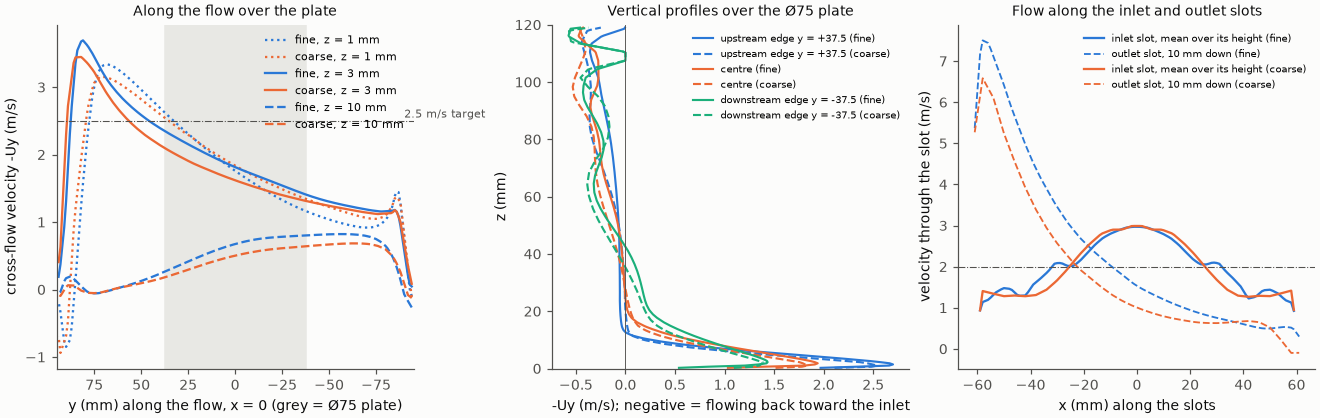 Along the flow over the plate
cross-flow velocity -Uy (m/s)
3
2
1
0
−1
75
50
25
0
−25
−50
−75
y (mm) along the flow, x = 0 (grey = Ø75 plate)
fine, z = 1 mm
coarse, z = 1 mm
fine, z = 3 mm
coarse, z = 3 mm
fine, z = 10 mm
coarse, z = 10 mm
2.5 m/s target
Vertical profiles over the Ø75 plate
z (mm)
120
100
80
60
40
20
0
−0.5
0.0
0.5
1.0
1.5
2.0
2.5
-Uy (m/s); negative = flowing back toward the inlet
upstream edge y = +37.5 (fine)
upstream edge y = +37.5 (coarse)
centre (fine)
centre (coarse)
downstream edge y = -37.5 (fine)
downstream edge y = -37.5 (coarse)
Flow along the inlet and outlet slots
velocity through the slot (m/s)
7
6
5
4
3
2
1
0
−60
−40
−20
0
20
40
60
x (mm) along the slots
inlet slot, mean over its height (fine)
outlet slot, 10 mm down (fine)
inlet slot, mean over its height (coarse)
outlet slot, 10 mm down (coarse)